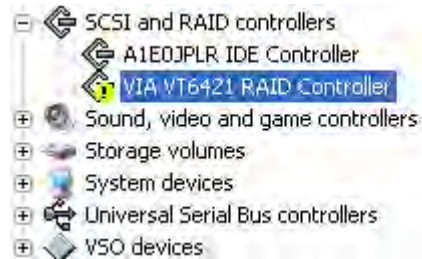 SCSI and RAID controllers
A1E0JPLR IDE Controller
VIA VT6421 RAID Controller
Sound, video and game controllers
Storage volumes
System devices
Universal Serial Bus controllers
VSO devices